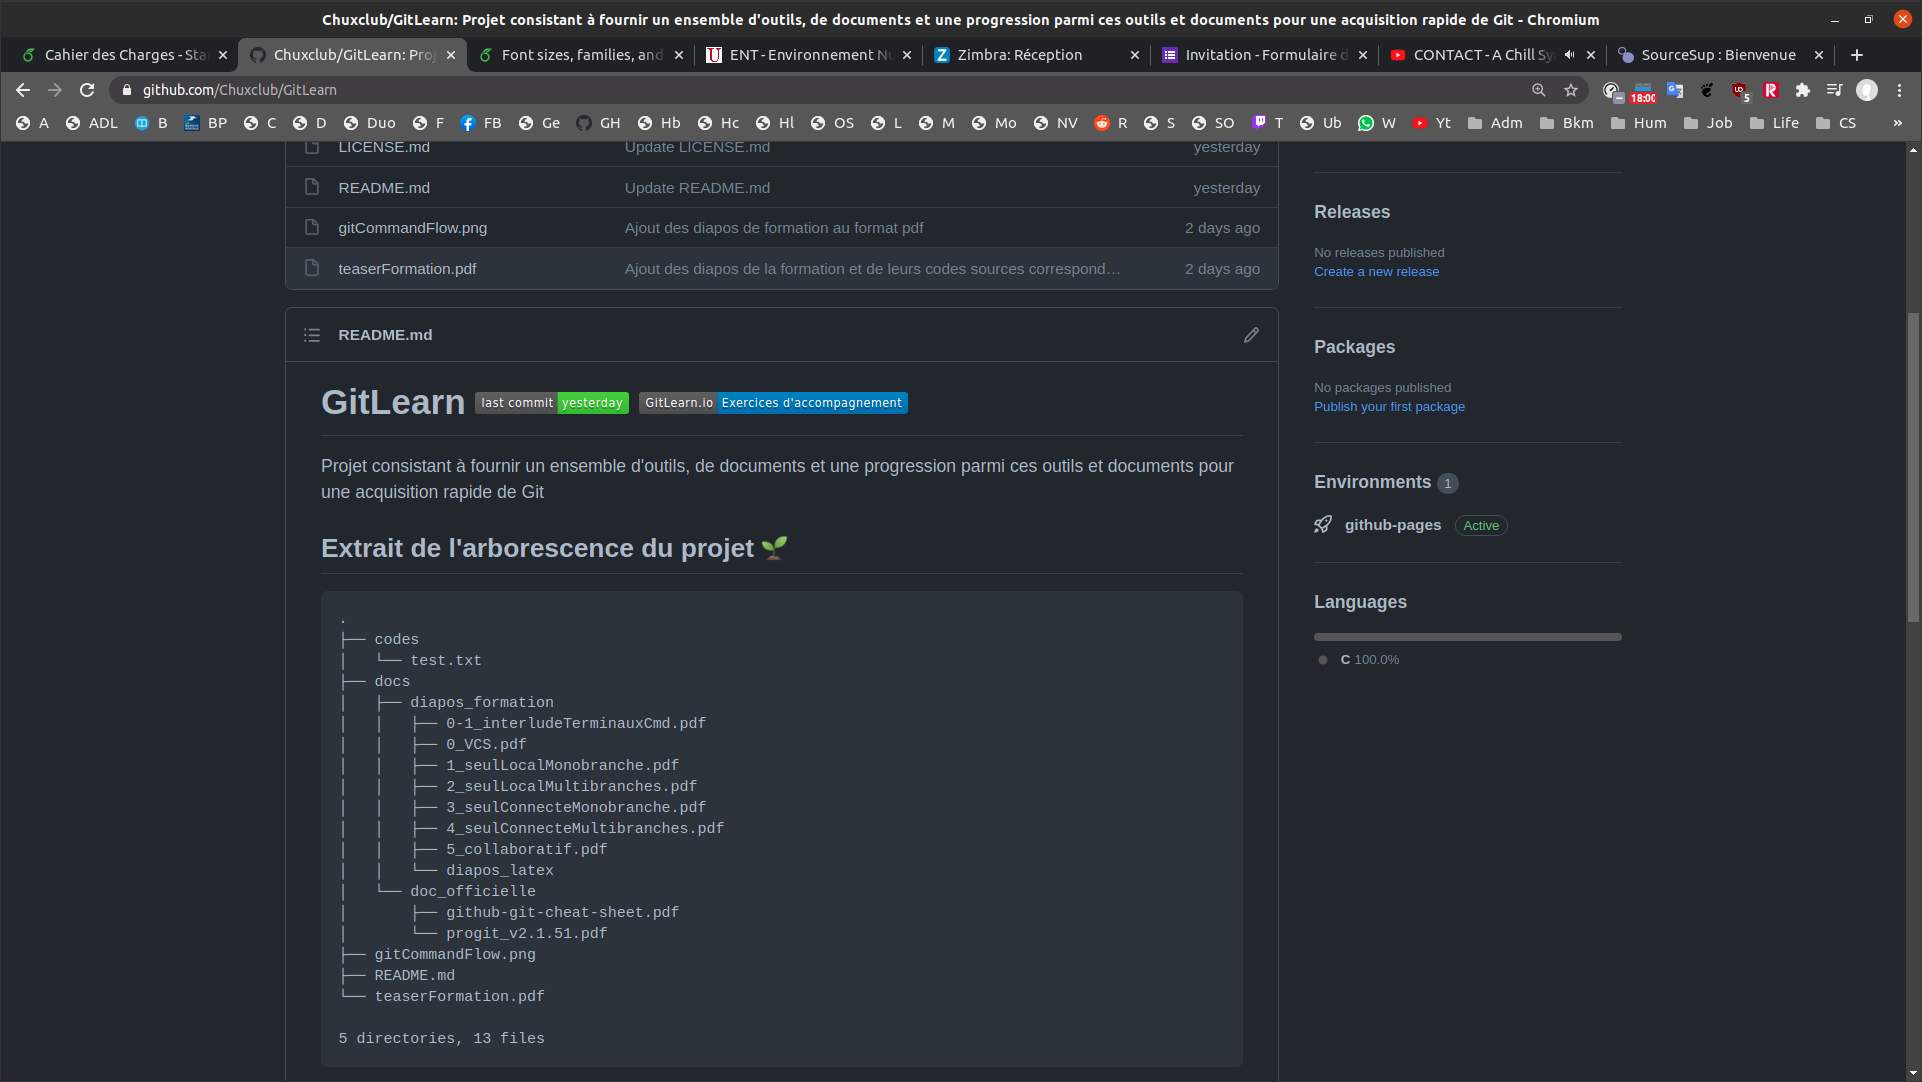 Chuxclub/GitLearn: Projet consistant à fournir un ensemble d'outils, de documents et une progression parmi ces outils et documents pour une acquisition rapide de Git - Chromium
Cahier des Charges - Sta
Chuxclub/GitLearn: Proj
Font sizes, families, and
ENT - Environnement Nu
Zimbra: Réception
Invitation - Formulaire d
CONTACT - A Chill Sy
SourceSup : Bienvenue
github.com/Chuxclub/GitLearn
18:00
5
A ADL B BP C D Duo F FB Ge GH Hb Hc Hl OS L M Mo NV R S SO T Ub W Yt Adm Bkm Hum Job Life CS »
LICENSE.md Update LICENSE.md yesterday
README.md Update README.md yesterday
gitCommandFlow.png Ajout des diapos de formation au format pdf 2 days ago
teaserFormation.pdf Ajout des diapos de la formation et de leurs codes sources correspond… 2 days ago
README.md
GitLearn last commit yesterday GitLearn.io Exercices d'accompagnement
Projet consistant à fournir un ensemble d'outils, de documents et une progression parmi ces outils et documents pour
une acquisition rapide de Git
Extrait de l'arborescence du projet 🌱
.
├── codes
│   └── test.txt
├── docs
│   ├── diapos_formation
│   │   ├── 0-1_interludeTerminauxCmd.pdf
│   │   ├── 0_VCS.pdf
│   │   ├── 1_seulLocalMonobranche.pdf
│   │   ├── 2_seulLocalMultibranches.pdf
│   │   ├── 3_seulConnecteMonobranche.pdf
│   │   ├── 4_seulConnecteMultibranches.pdf
│   │   ├── 5_collaboratif.pdf
│   │   └── diapos_latex
│   └── doc_officielle
│       ├── github-git-cheat-sheet.pdf
│       └── progit_v2.1.51.pdf
├── gitCommandFlow.png
├── README.md
└── teaserFormation.pdf
5 directories, 13 files
Releases
No releases published
Create a new release
Packages
No packages published
Publish your first package
Environments 1
github-pages Active
Languages
C 100.0%